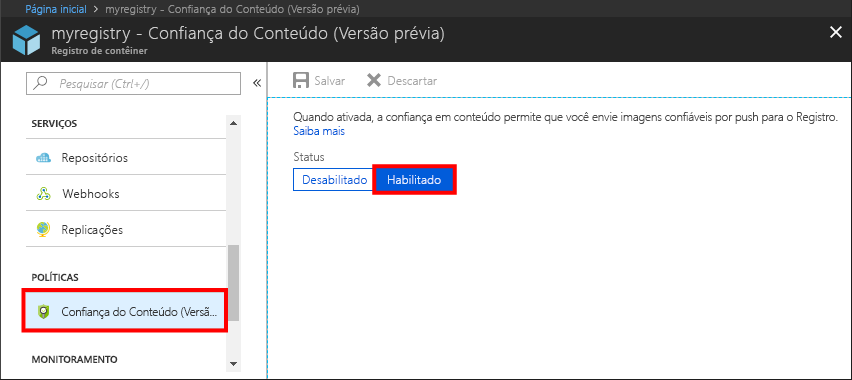 Página inicial > myregistry - Confiança do Conteúdo (Versão prévia)
myregistry - Confiança do Conteúdo (Versão prévia)
Registro de contêiner
Pesquisar (Ctrl+/)
«
Salvar
Descartar
SERVIÇOS
Repositórios
Webhooks
Replicações
POLÍTICAS
Confiança do Conteúdo (Versã...
MONITORAMENTO
Quando ativada, a confiança em conteúdo permite que você envie imagens confiáveis por push para o Registro.
Saiba mais
Status
Desabilitado
Habilitado